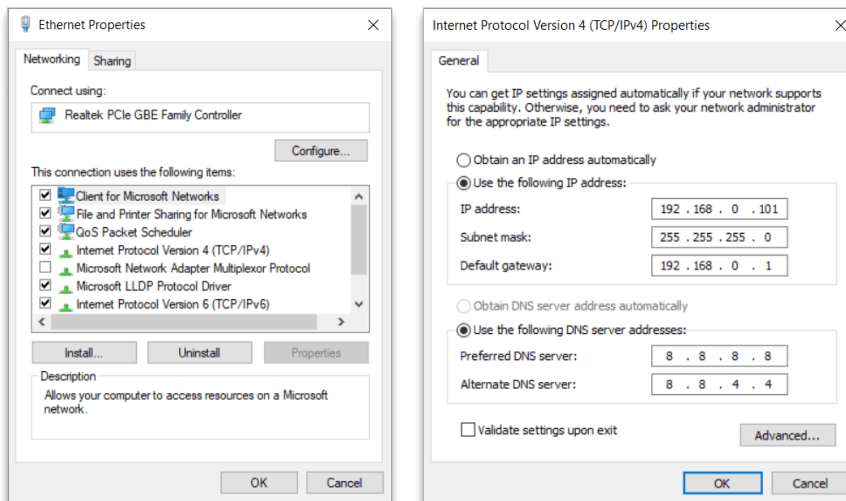 Ethernet Properties
Networking
Sharing
Connect using:
Realtek PCIe GBE Family Controller
Configure...
This connection uses the following items:
Client for Microsoft Networks
File and Printer Sharing for Microsoft Networks
QoS Packet Scheduler
Internet Protocol Version 4 (TCP/IPv4)
Microsoft Network Adapter Multiplexor Protocol
Microsoft LLDP Protocol Driver
Internet Protocol Version 6 (TCP/IPv6)
Install...
Uninstall
Properties
Description
Allows your computer to access resources on a Microsoft
network.
OK
Cancel
Internet Protocol Version 4 (TCP/IPv4) Properties
General
You can get IP settings assigned automatically if your network supports
this capability. Otherwise, you need to ask your network administrator
for the appropriate IP settings.
Obtain an IP address automatically
Use the following IP address:
IP address: 192 . 168 . 0 . 101
Subnet mask: 255 . 255 . 255 . 0
Default gateway: 192 . 168 . 0 . 1
Obtain DNS server address automatically
Use the following DNS server addresses:
Preferred DNS server: 8 . 8 . 8 . 8
Alternate DNS server: 8 . 8 . 4 . 4
Validate settings upon exit
Advanced...
OK
Cancel